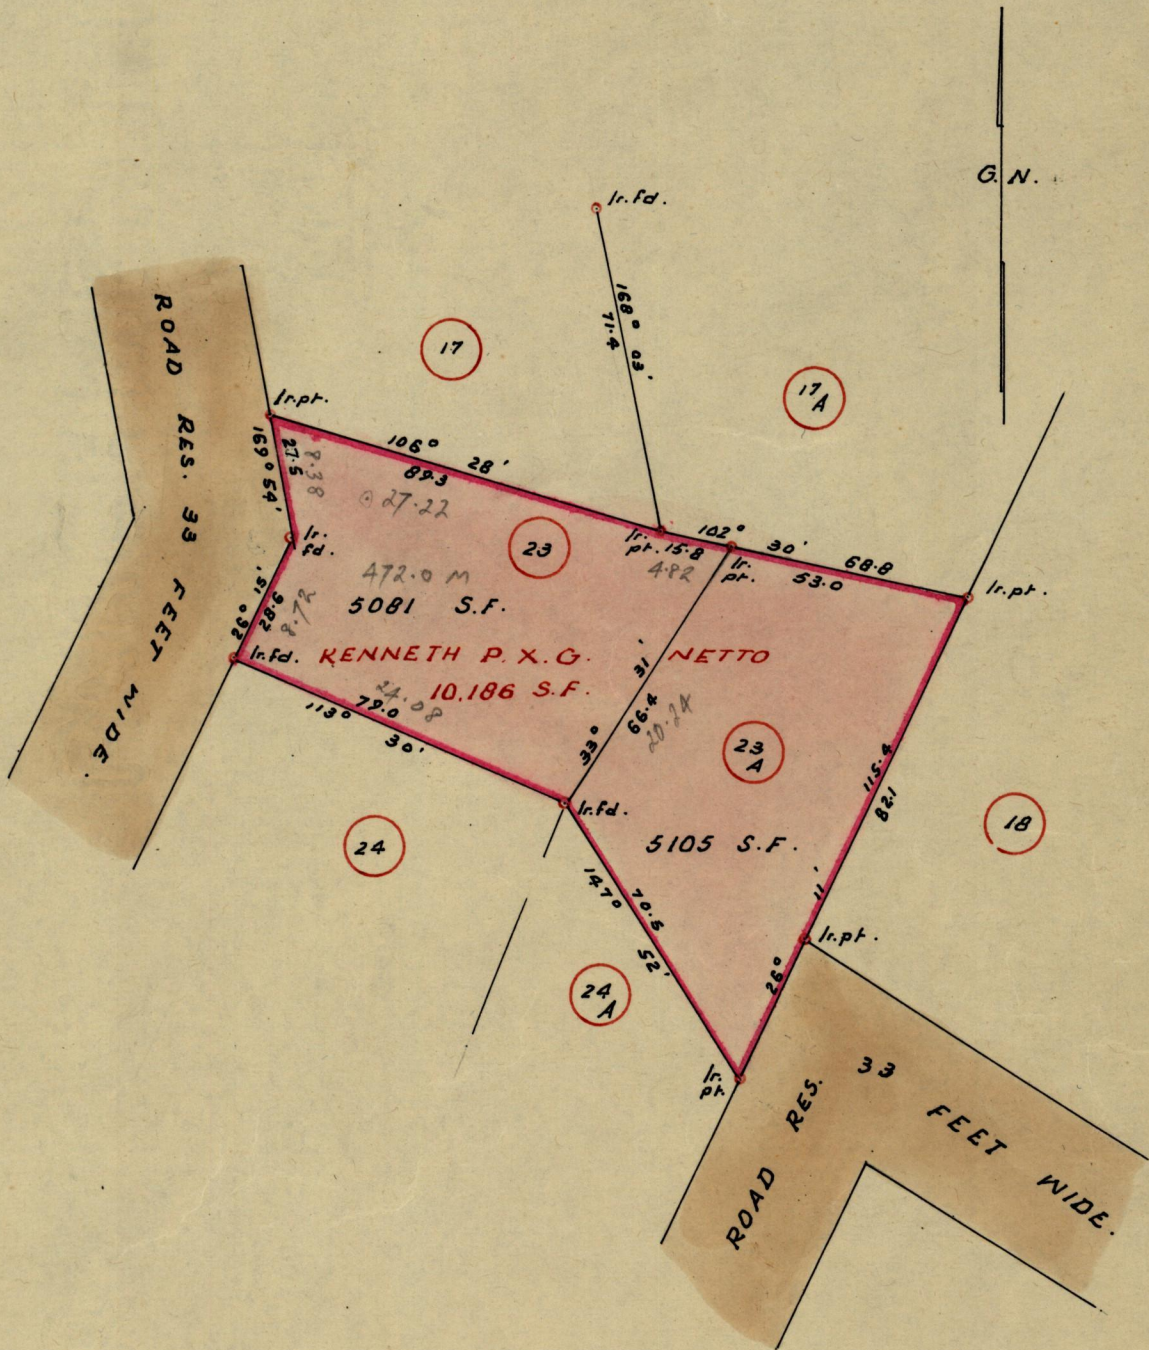 G. N.
Ir. fd.
168° 03'
71.4
ROAD RES. 33 FEET WIDE.
17
17
A
Ir. pt.
106° 28'
89.3
169° 54'
27.5
8.38
27.22
Ir.
fd.
23
Ir.
pt.
15.8
4.82
102° 30'
68.8
53.0
Ir.
pt.
Ir. pt.
472.0 M
5081 S.F.
26° 15'
28.6
8.72
Ir. fd.
KENNETH P. X. G. NETTO
10,186 S.F.
113° 30'
79.0
24.08
33° 31'
66.4
20.24
23
A
115.4
82.1
18
Ir. fd.
24
5105 S.F.
147° 52'
70.5
26° 11'
Ir. pt.
24
A
Ir.
pt.
ROAD RES. 33 FEET WIDE.